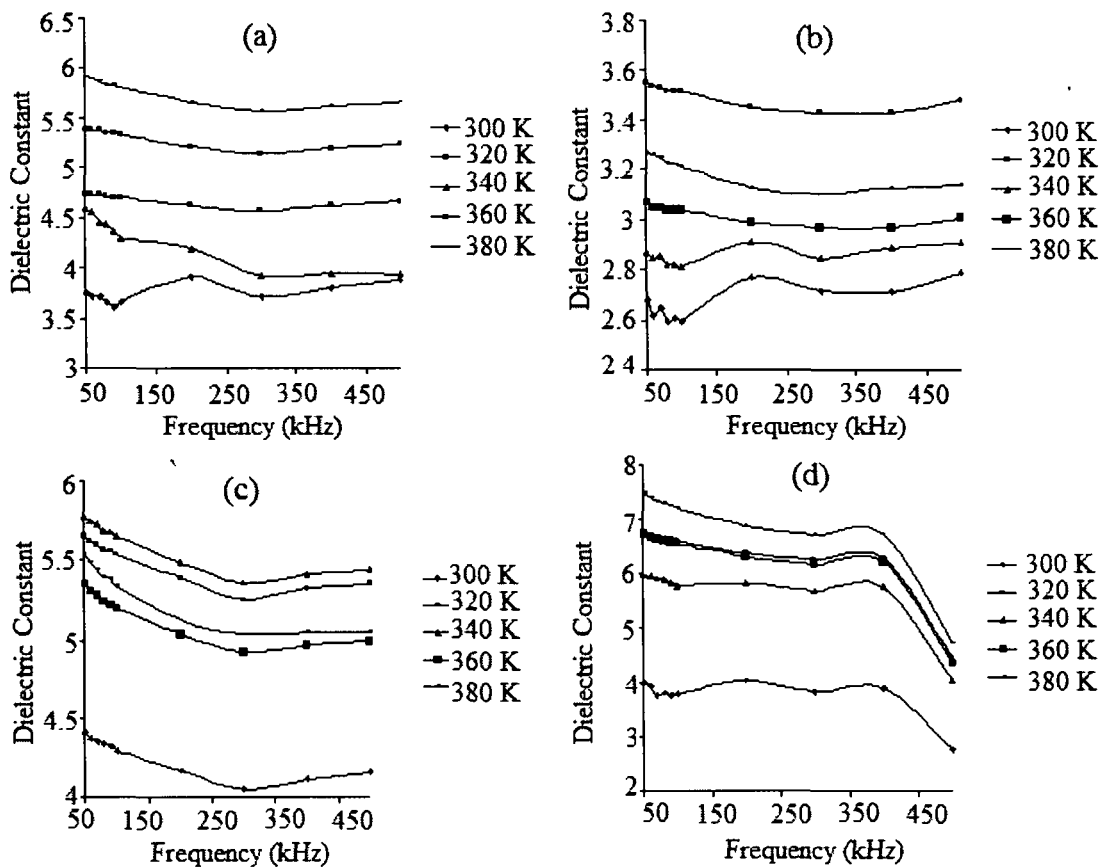 (a)
Dielectric Constant
6.5
6
5.5
5
4.5
4
3.5
3
50 150 250 350 450
Frequency (kHz)
300 K
320 K
340 K
360 K
380 K
(b)
Dielectric Constant
3.8
3.6
3.4
3.2
3
2.8
2.6
2 4
50 150 250 350 450
Frequency (kHz)
300 K
320 K
340 K
360 K
380 K
(c)
Dielectric Constant
6
5.5
5
4.5
4
50 150 250 350 450
Frequency (kHz)
300 K
320 K
340 K
360 K
380 K
(d)
Dielectric Constant
8
7
6
5
4
3
2
50 150 250 350 450
Frequency (kHz)
300 K
320 K
340 K
360 K
380 K